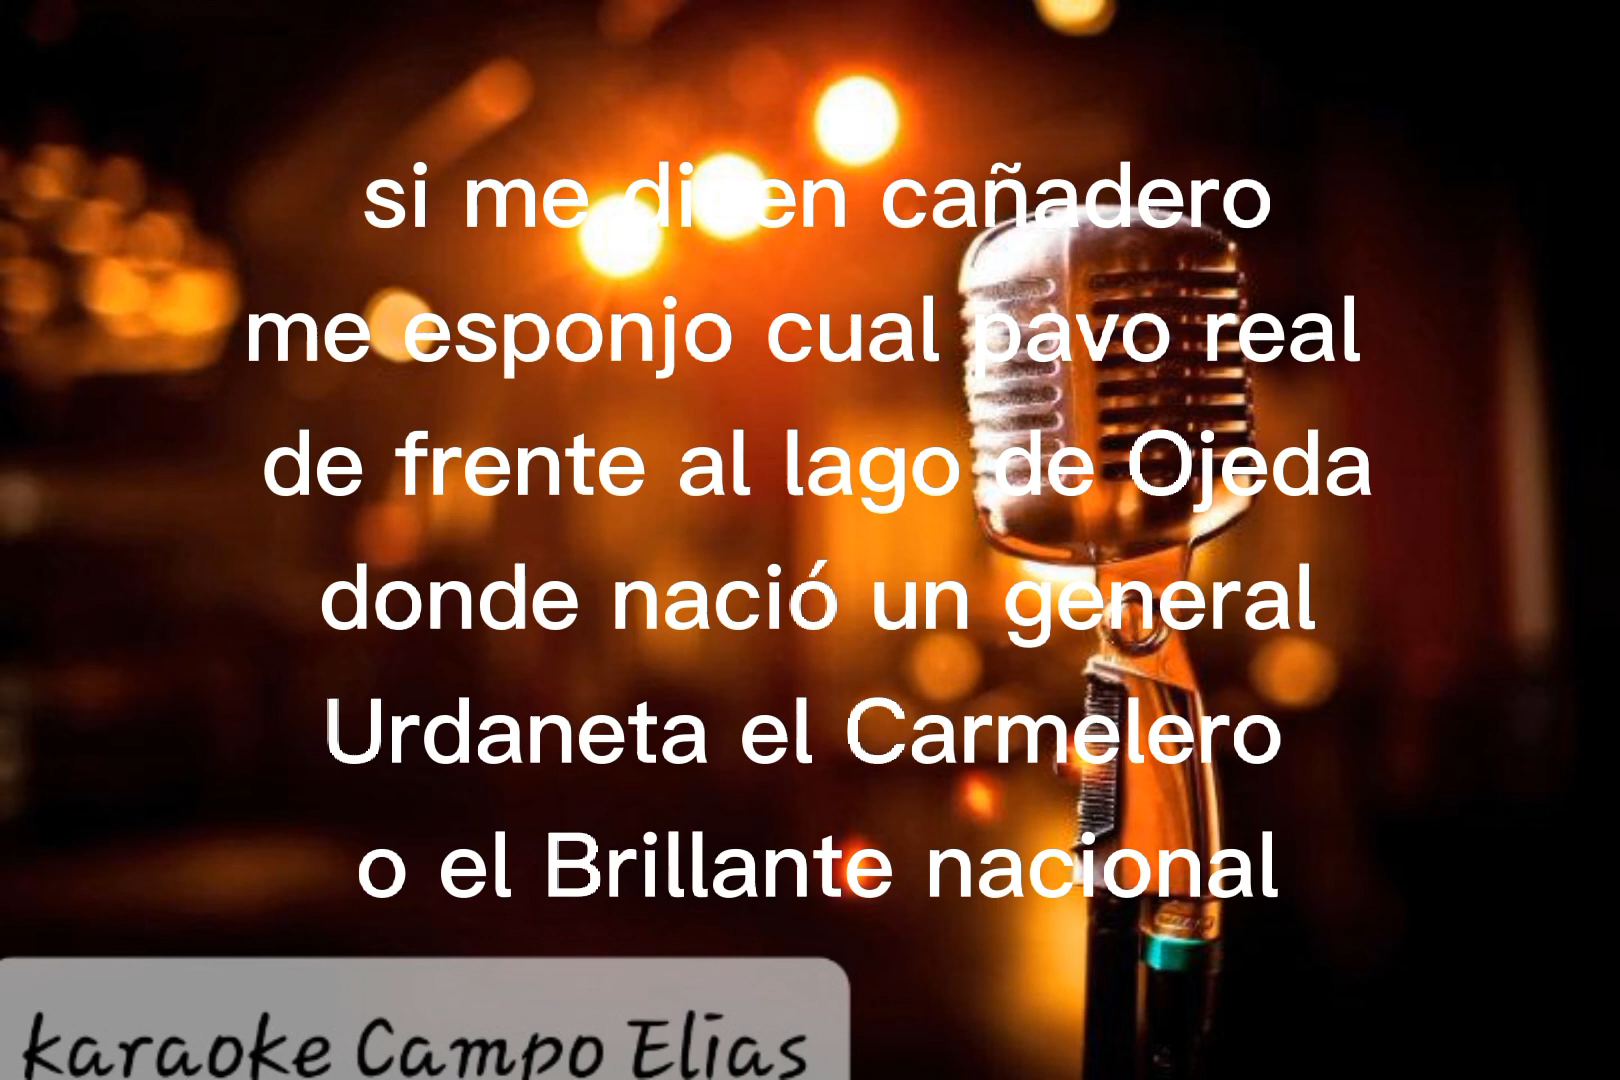 si me dicen cañadero
me esponjo cual pavo real
de frente al lago de Ojeda
donde nació un general
Urdaneta el Carmelero
o el Brillante nacional
karaoke Campo Elias